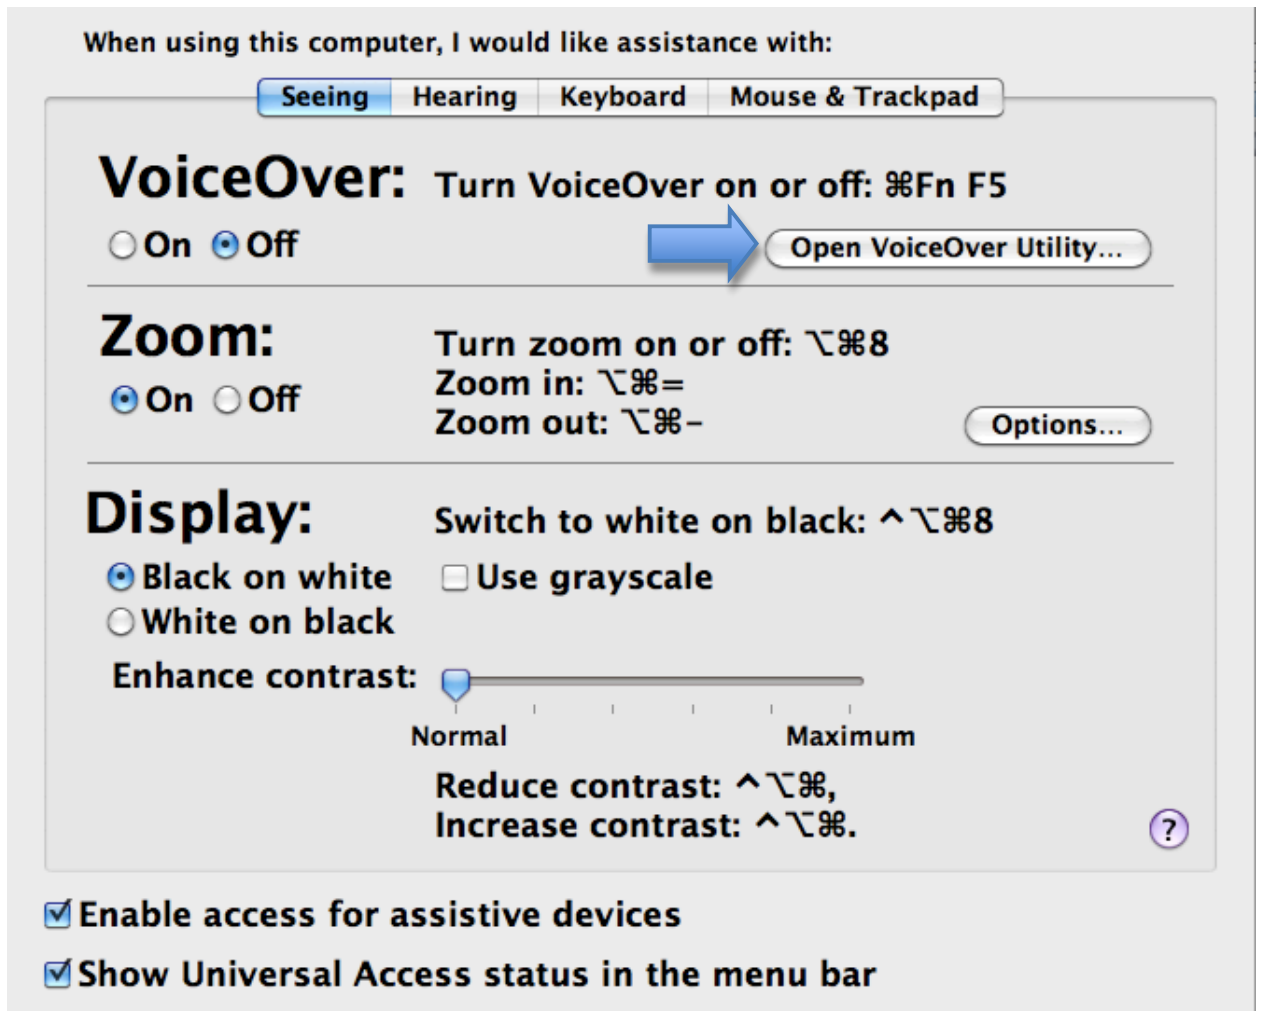 When using this computer, I would like assistance with:
Seeing Hearing Keyboard Mouse & Trackpad
VoiceOver: Turn VoiceOver on or off: ⌘Fn F5
On Off Open VoiceOver Utility...
Zoom: Turn zoom on or off: ⌥⌘8
On Off Zoom in: ⌥⌘=
Zoom out: ⌥⌘-
Options...
Display: Switch to white on black: ^⌥⌘8
Black on white Use grayscale
White on black
Enhance contrast:
Normal Maximum
Reduce contrast: ^⌥⌘,
Increase contrast: ^⌥⌘.
?
Enable access for assistive devices
Show Universal Access status in the menu bar